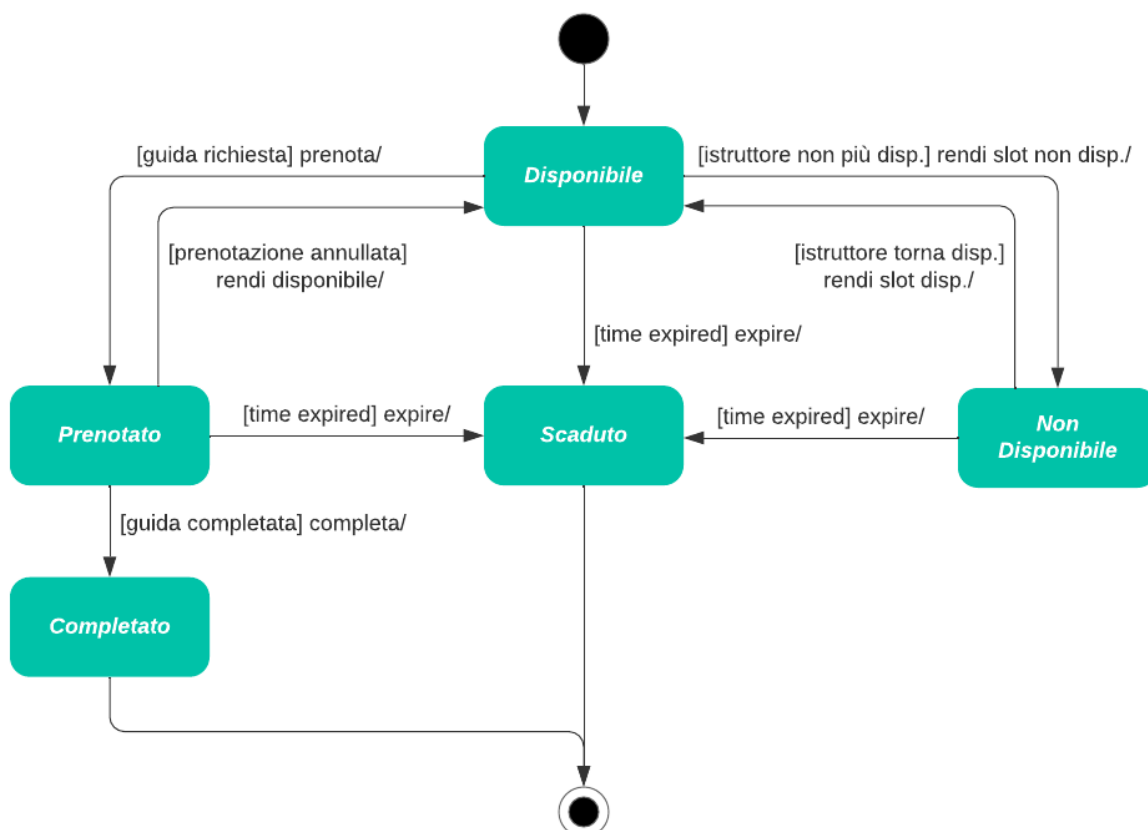 [guida richiesta] prenota/
[istruttore non più disp.] rendi slot non disp./
Disponibile
[prenotazione annullata]
rendi disponibile/
[istruttore torna disp.]
rendi slot disp./
[time expired] expire/
Prenotato
[time expired] expire/
Scaduto
[time expired] expire/
Non
Disponibile
[guida completata] completa/
Completato